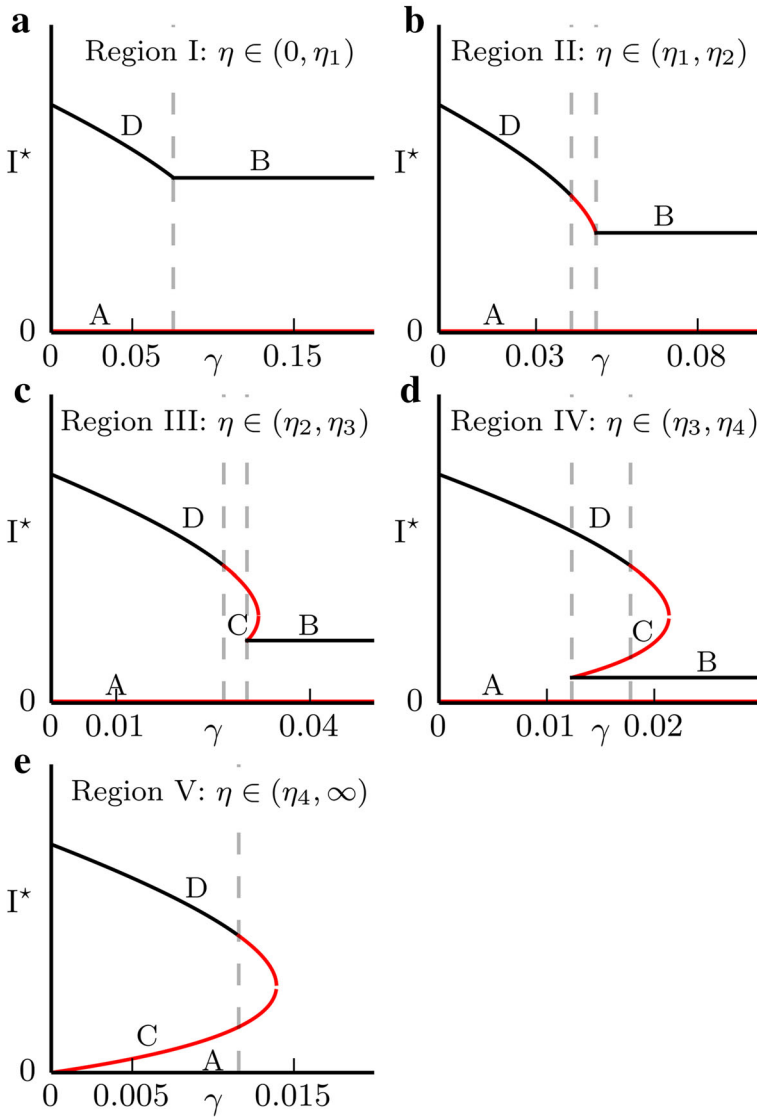 a
Region I: η ∈ (0, η₁)
D
B
I⋆
A
0
0 0.05 γ 0.15
b
Region II: η ∈ (η₁, η₂)
D
B
I⋆
A
0
0 0.03 γ 0.08
c
Region III: η ∈ (η₂, η₃)
D
I⋆
C B
A
0
0 0.01 γ 0.04
d
Region IV: η ∈ (η₃, η₄)
D
I⋆
C
B
A
0
0 0.01 γ 0.02
e
Region V: η ∈ (η₄, ∞)
D
I⋆
C
A
0
0 0.005 γ 0.015